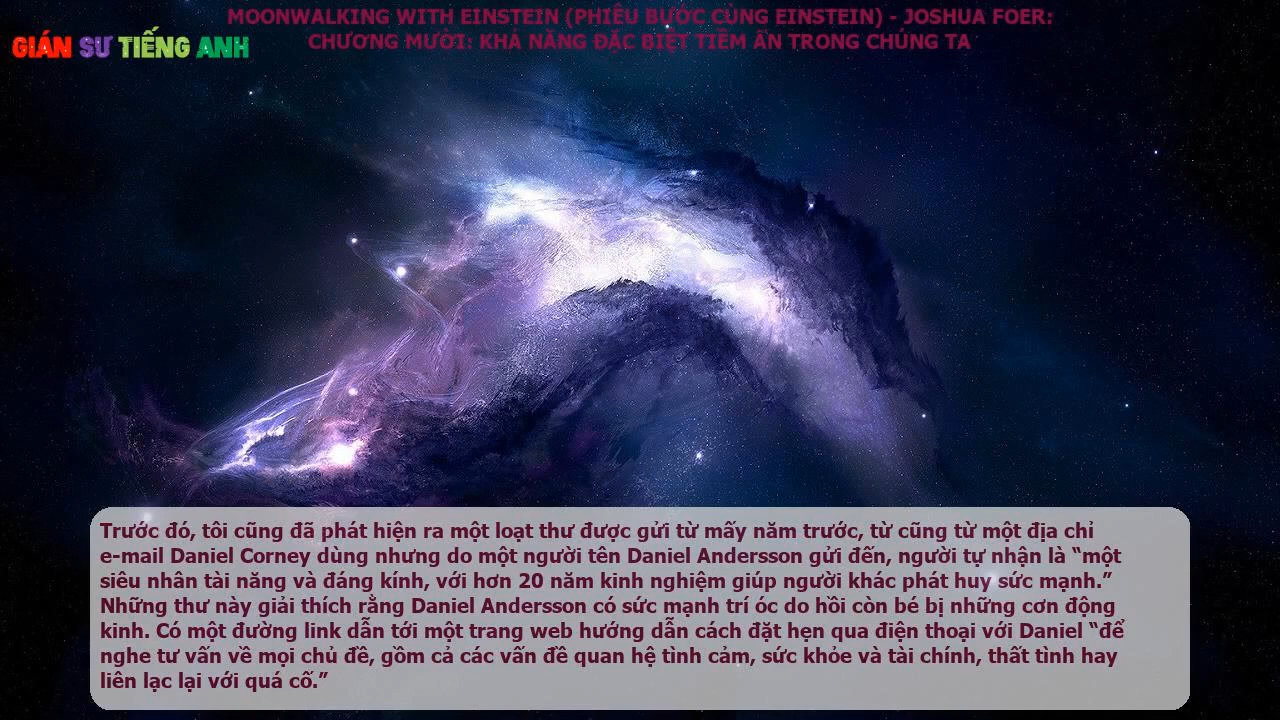 MOONWALKING WITH EINSTEIN (PHIÊU BƯỚC CÙNG EINSTEIN) - JOSHUA FOER:
CHƯƠNG MƯỜI: KHẢ NĂNG ĐẶC BIỆT TIỀM ẨN TRONG CHÚNG TA
GIÁN SƯ TIẾNG ANH
Trước đó, tôi cũng đã phát hiện ra một loạt thư được gửi từ mấy năm trước, từ cũng từ một địa chỉ
e-mail Daniel Corney dùng nhưng do một người tên Daniel Andersson gửi đến, người tự nhận là “một
siêu nhân tài năng và đáng kính, với hơn 20 năm kinh nghiệm giúp người khác phát huy sức mạnh.”
Những thư này giải thích rằng Daniel Andersson có sức mạnh trí óc do hồi còn bé bị những cơn động
kinh. Có một đường link dẫn tới một trang web hướng dẫn cách đặt hẹn qua điện thoại với Daniel “để
nghe tư vấn về mọi chủ đề, gồm cả các vấn đề quan hệ tình cảm, sức khỏe và tài chính, thất tình hay
liên lạc lại với quá cố.”